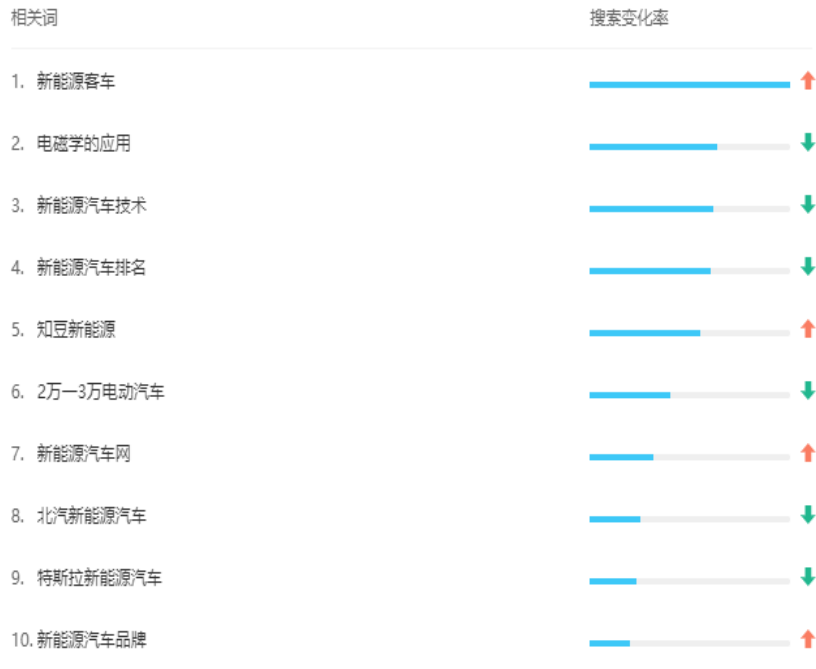 相关词 搜索变化率
1. 新能源客车
2. 电磁学的应用
3. 新能源汽车技术
4. 新能源汽车排名
5. 知豆新能源
6. 2万一3万电动汽车
7. 新能源汽车网
8. 北汽新能源汽车
9. 特斯拉新能源汽车
10. 新能源汽车品牌